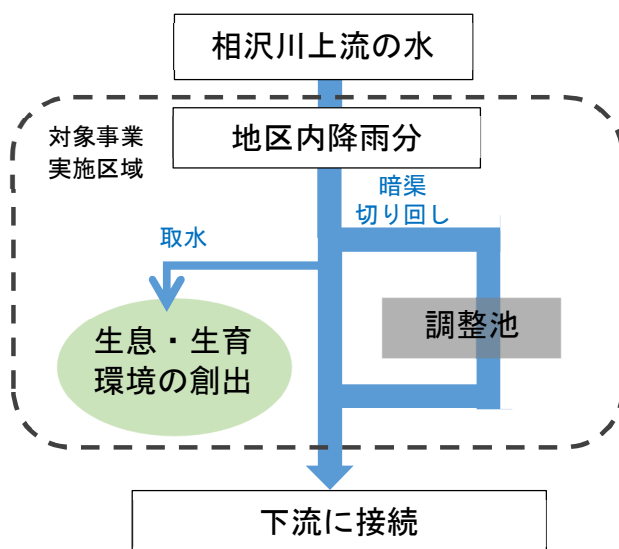 相沢川上流の水
対象事業
実施区域
地区内降雨分
暗渠
切り回し
取水
調整池
生息・生育
環境の創出
下流に接続